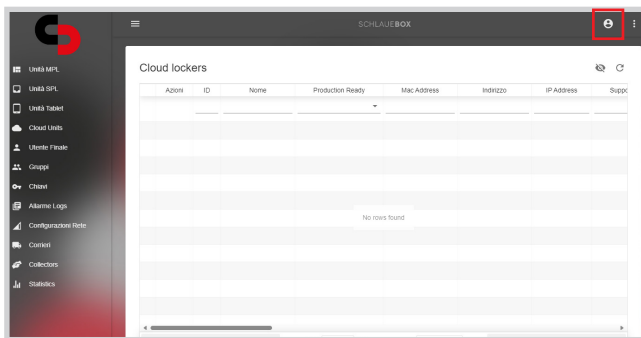 SCHLAUEBOX
Unità MPL
Unità SPL
Unità Tablet
Cloud Units
Utente Finale
Gruppi
Chiavi
Allarme Logs
Configurazioni Rete
Corrieri
Collectors
Statistics
Cloud lockers
Azioni ID Nome Production Ready Mac Address Indirizzo IP Address Suppo
No rows found